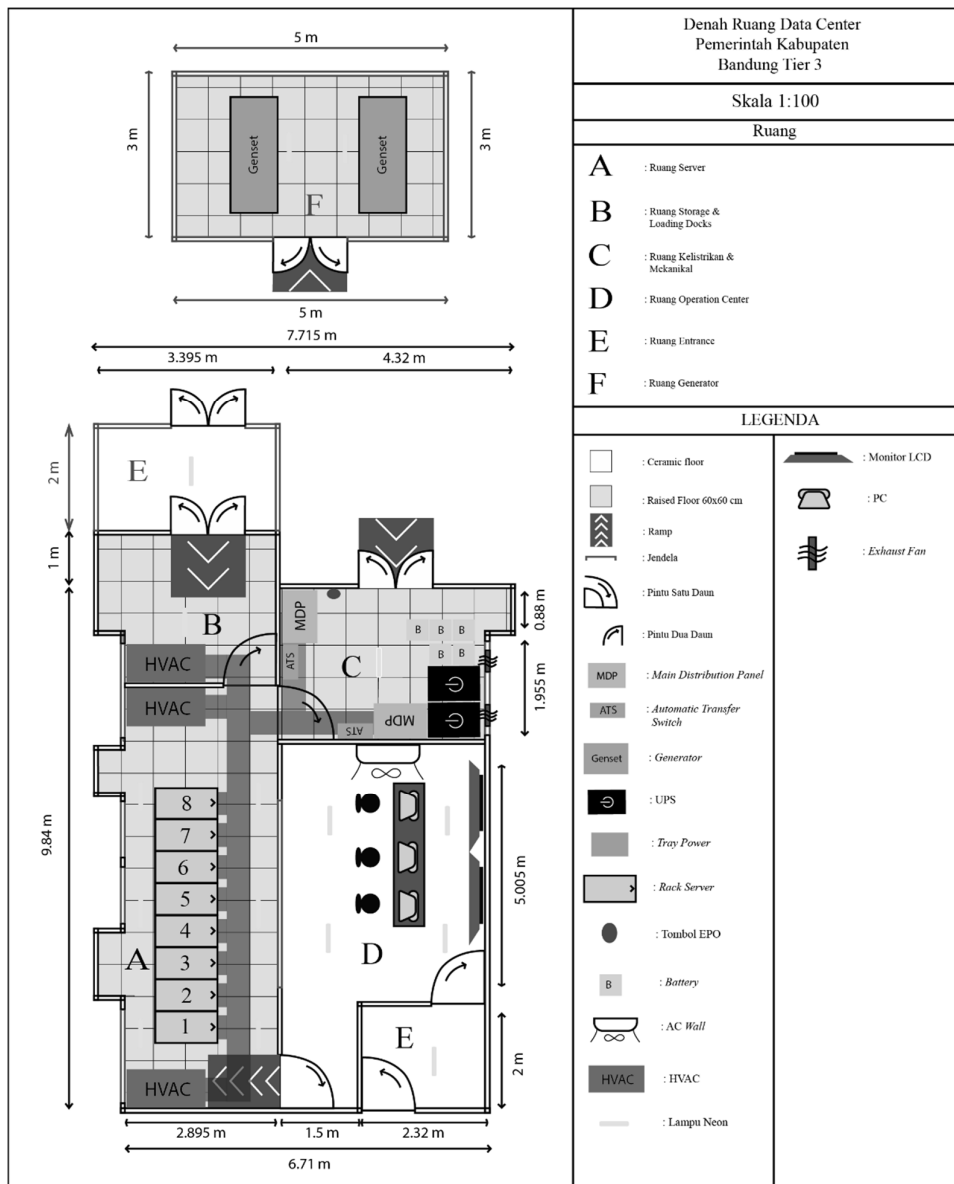 Denah Ruang Data Center
Pemerintah Kabupaten
Bandung Tier 3
Skala 1:100
Ruang
A : Ruang Server
B : Ruang Storage &
Loading Docks
C : Ruang Kelistrikan &
Mekanikal
D : Ruang Operation Center
E : Ruang Entrance
F : Ruang Generator
LEGENDA
: Ceramic floor
: Raised Floor 60x60 cm
: Ramp
: Jendela
: Pintu Satu Daun
: Pintu Dua Daun
MDP : Main Distribution Panel
ATS : Automatic Transfer
Switch
Genset : Generator
: UPS
: Tray Power
: Rack Server
: Tombol EPO
B : Battery
: AC Wall
HVAC : HVAC
: Lampu Neon
: Monitor LCD
: PC
: Exhaust Fan
5 m
3 m
Genset
Genset
3 m
F
5 m
7.715 m
3.395 m
4.32 m
2 m
E
1 m
B
HVAC
HVAC
MDP
ATS
C
B B B
B B
MDP
ATS
0.88 m
1.955 m
9.84 m
8
7
6
5
4
3
2
1
A
HVAC
D
5.005 m
E
2 m
2.895 m
1.5 m
2.32 m
6.71 m